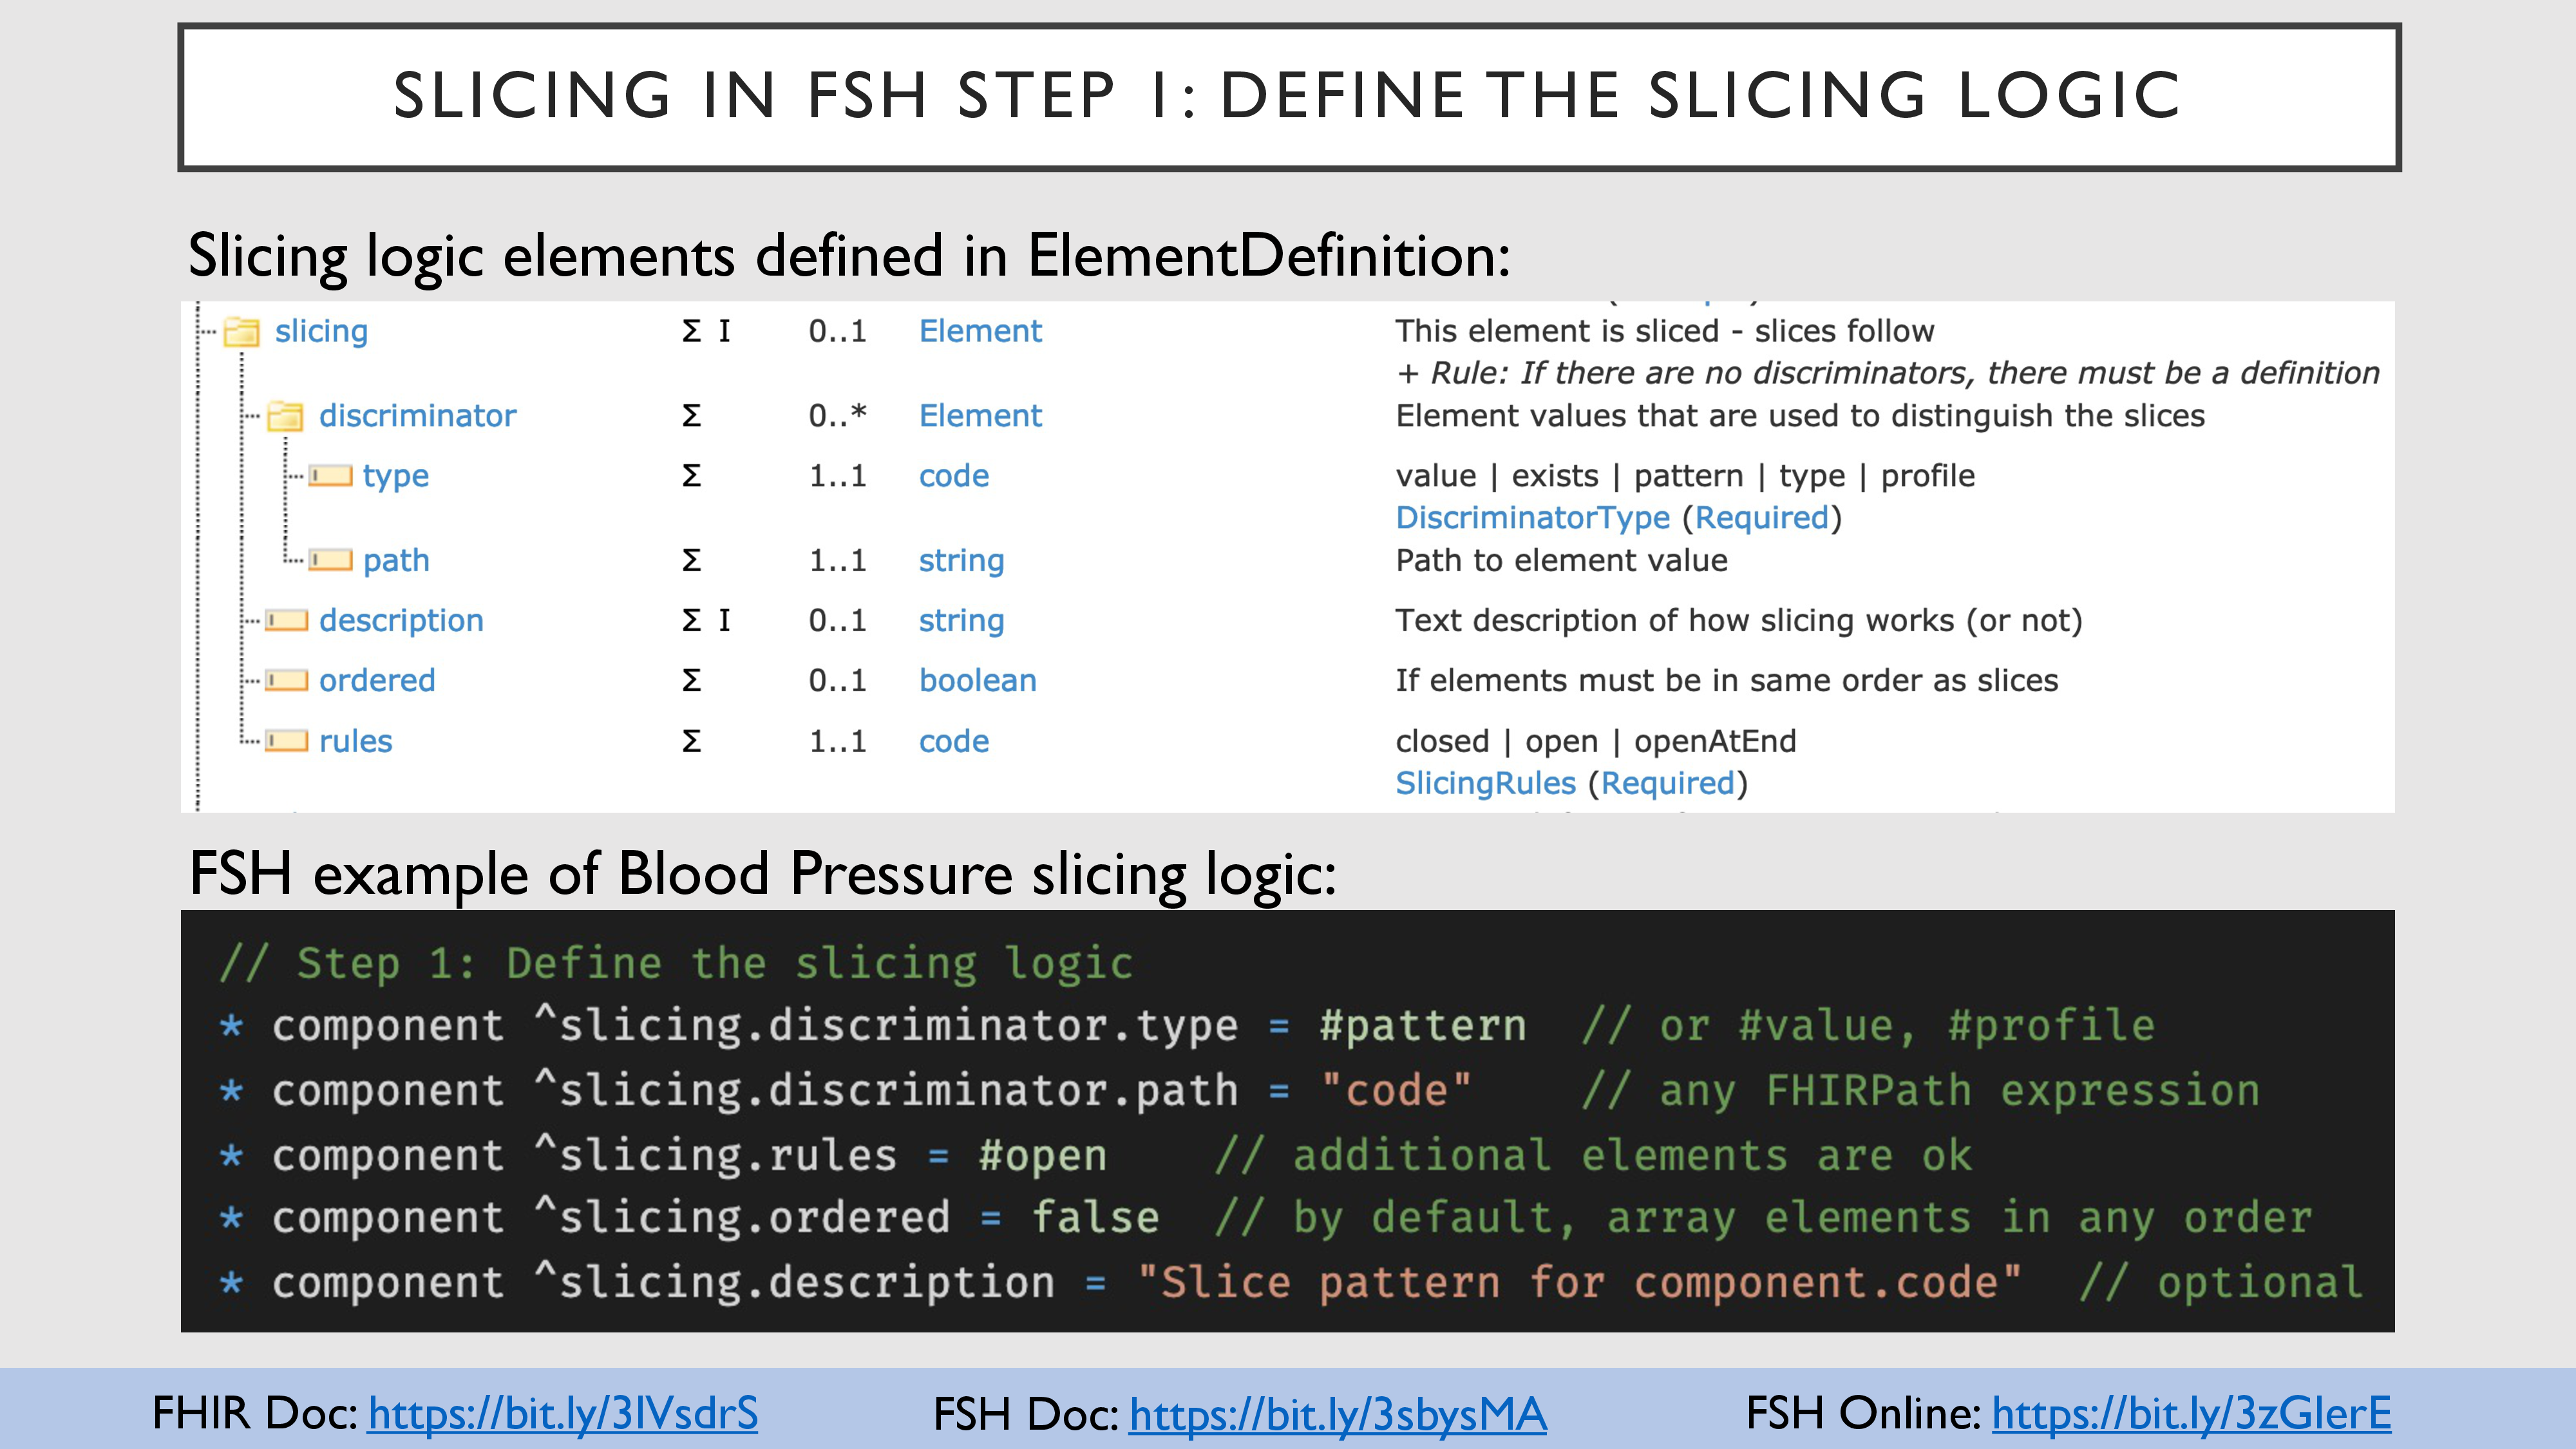 SLICING IN FSH STEP 1: DEFINE THE SLICING LOGIC
Slicing logic elements defined in ElementDefinition:
slicing Σ I 0..1 Element This element is sliced - slices follow
+ Rule: If there are no discriminators, there must be a definition
discriminator Σ 0..* Element Element values that are used to distinguish the slices
type Σ 1..1 code value | exists | pattern | type | profile
DiscriminatorType (Required)
path Σ 1..1 string Path to element value
description Σ I 0..1 string Text description of how slicing works (or not)
ordered Σ 0..1 boolean If elements must be in same order as slices
rules Σ 1..1 code closed | open | openAtEnd
SlicingRules (Required)
FSH example of Blood Pressure slicing logic:
// Step 1: Define the slicing logic
* component ^slicing.discriminator.type = #pattern // or #value, #profile
* component ^slicing.discriminator.path = "code" // any FHIRPath expression
* component ^slicing.rules = #open // additional elements are ok
* component ^slicing.ordered = false // by default, array elements in any order
* component ^slicing.description = "Slice pattern for component.code" // optional
FHIR Doc: https://bit.ly/3IVsdrS FSH Doc: https://bit.ly/3sbysMA FSH Online: https://bit.ly/3zGlerE